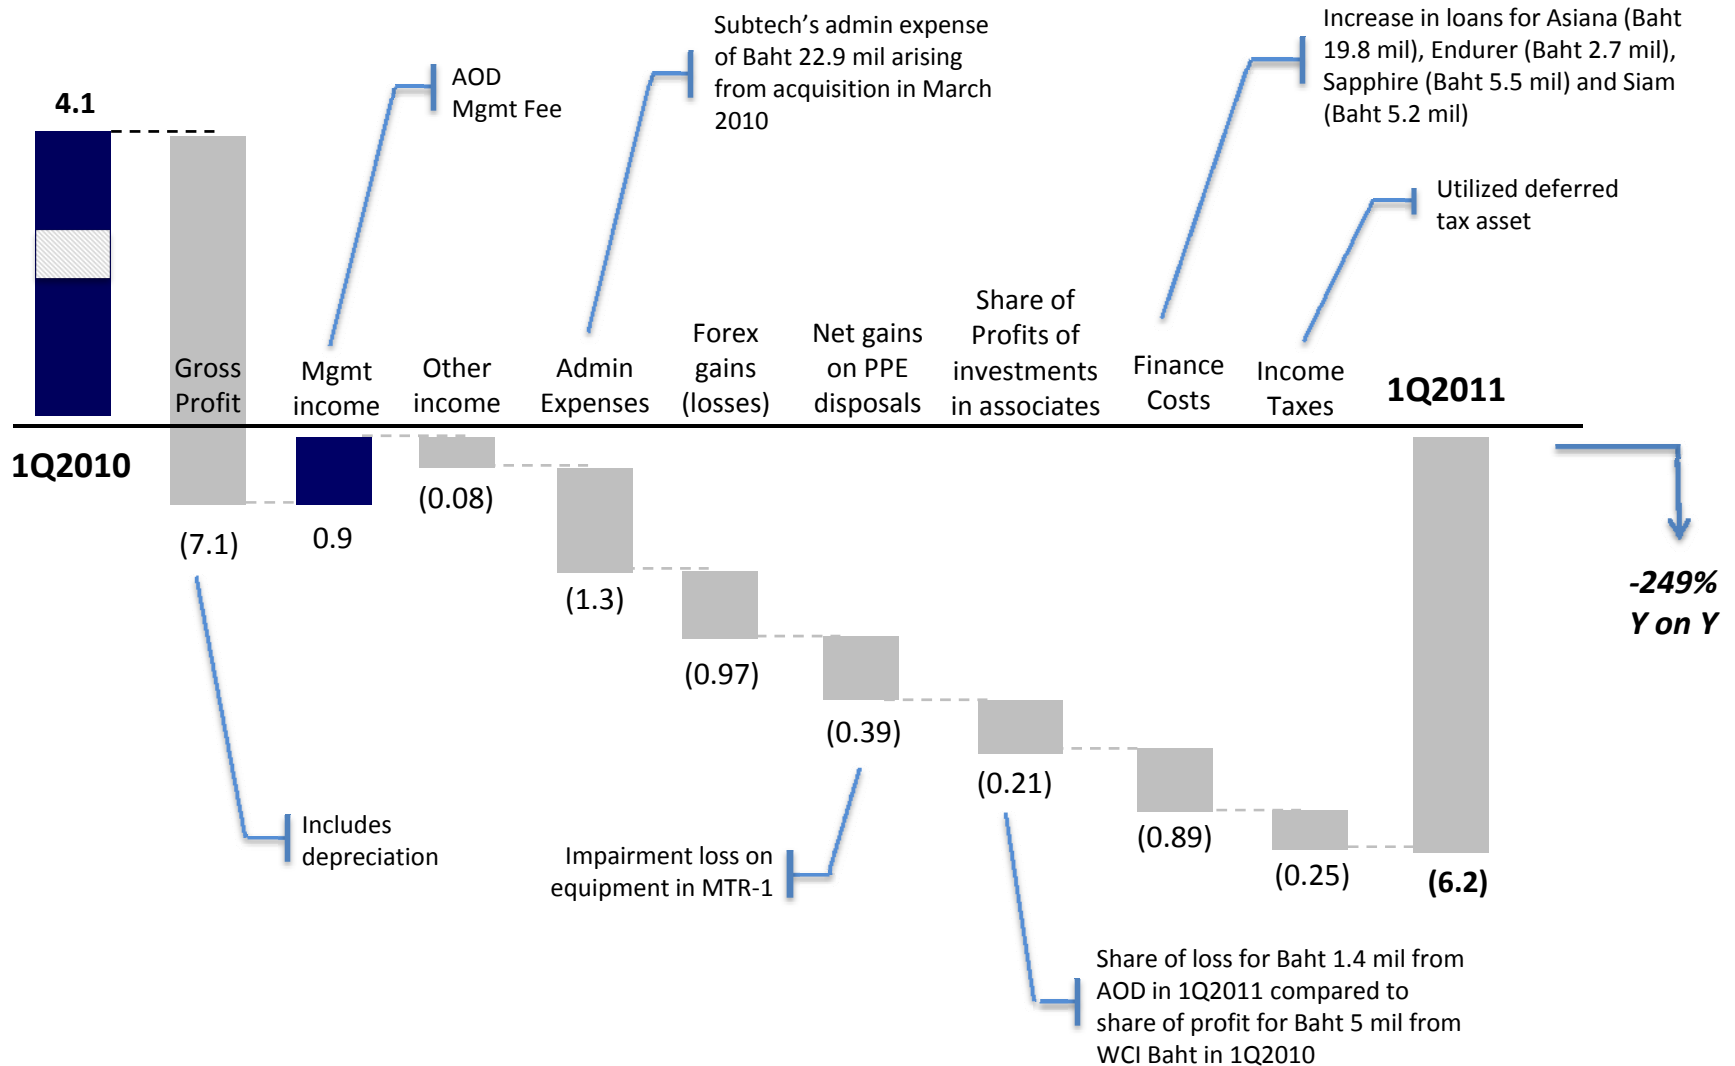 4.1
AOD
Mgmt Fee
Subtech's admin expense
of Baht 22.9 mil arising
from acquisition in March
2010
Increase in loans for Asiana (Baht
19.8 mil), Endurer (Baht 2.7 mil),
Sapphire (Baht 5.5 mil) and Siam
(Baht 5.2 mil)
Utilized deferred
tax asset
Gross
Profit
Mgmt
income
Other
income
Admin
Expenses
Forex
gains
(losses)
Net gains
on PPE
disposals
Share of
Profits of
investments
in associates
Finance
Costs
Income
Taxes
1Q2011
1Q2010
(7.1)
0.9
(0.08)
(1.3)
(0.97)
(0.39)
(0.21)
(0.89)
(0.25)
(6.2)
-249%
Y on Y
Includes
depreciation
Impairment loss on
equipment in MTR-1
Share of loss for Baht 1.4 mil from
AOD in 1Q2011 compared to
share of profit for Baht 5 mil from
WCI Baht in 1Q2010